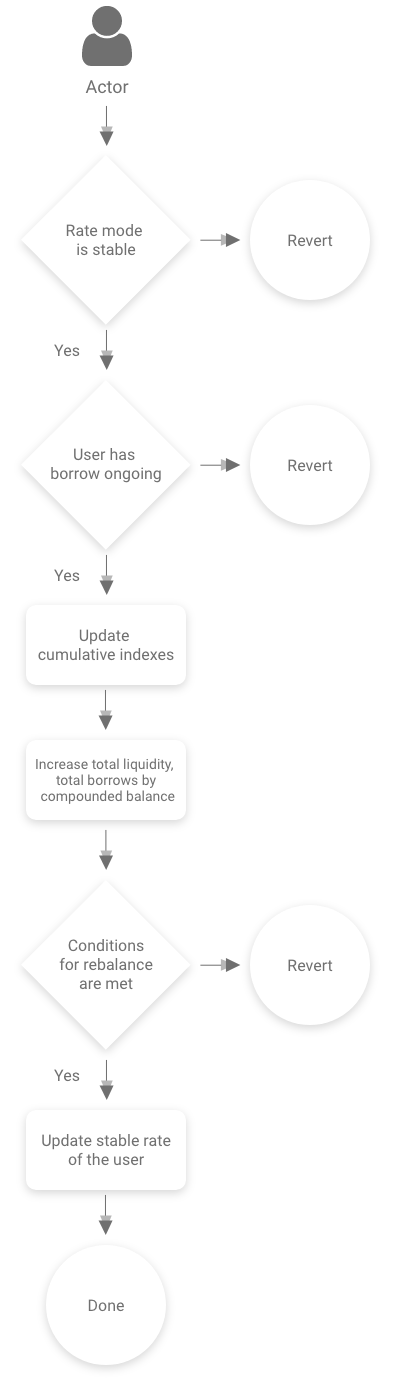 Actor
Rate mode
is stable
Revert
Yes
User has
borrow ongoing
Revert
Yes
Update
cumulative indexes
Increase total liquidity,
total borrows by
compounded balance
Conditions
for rebalance
are met
Revert
Yes
Update stable rate
of the user
Done